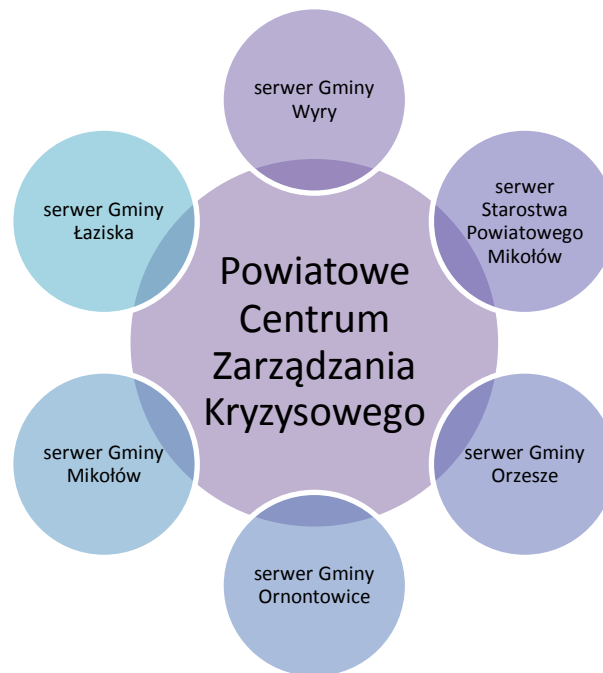 serwer Gminy
Wyry
serwer
Starostwa
Powiatowego
Mikołów
serwer Gminy
Łaziska
Powiatowe
Centrum
Zarządzania
Kryzysowego
serwer Gminy
Mikołów
serwer Gminy
Orzesze
serwer Gminy
Ornontowice